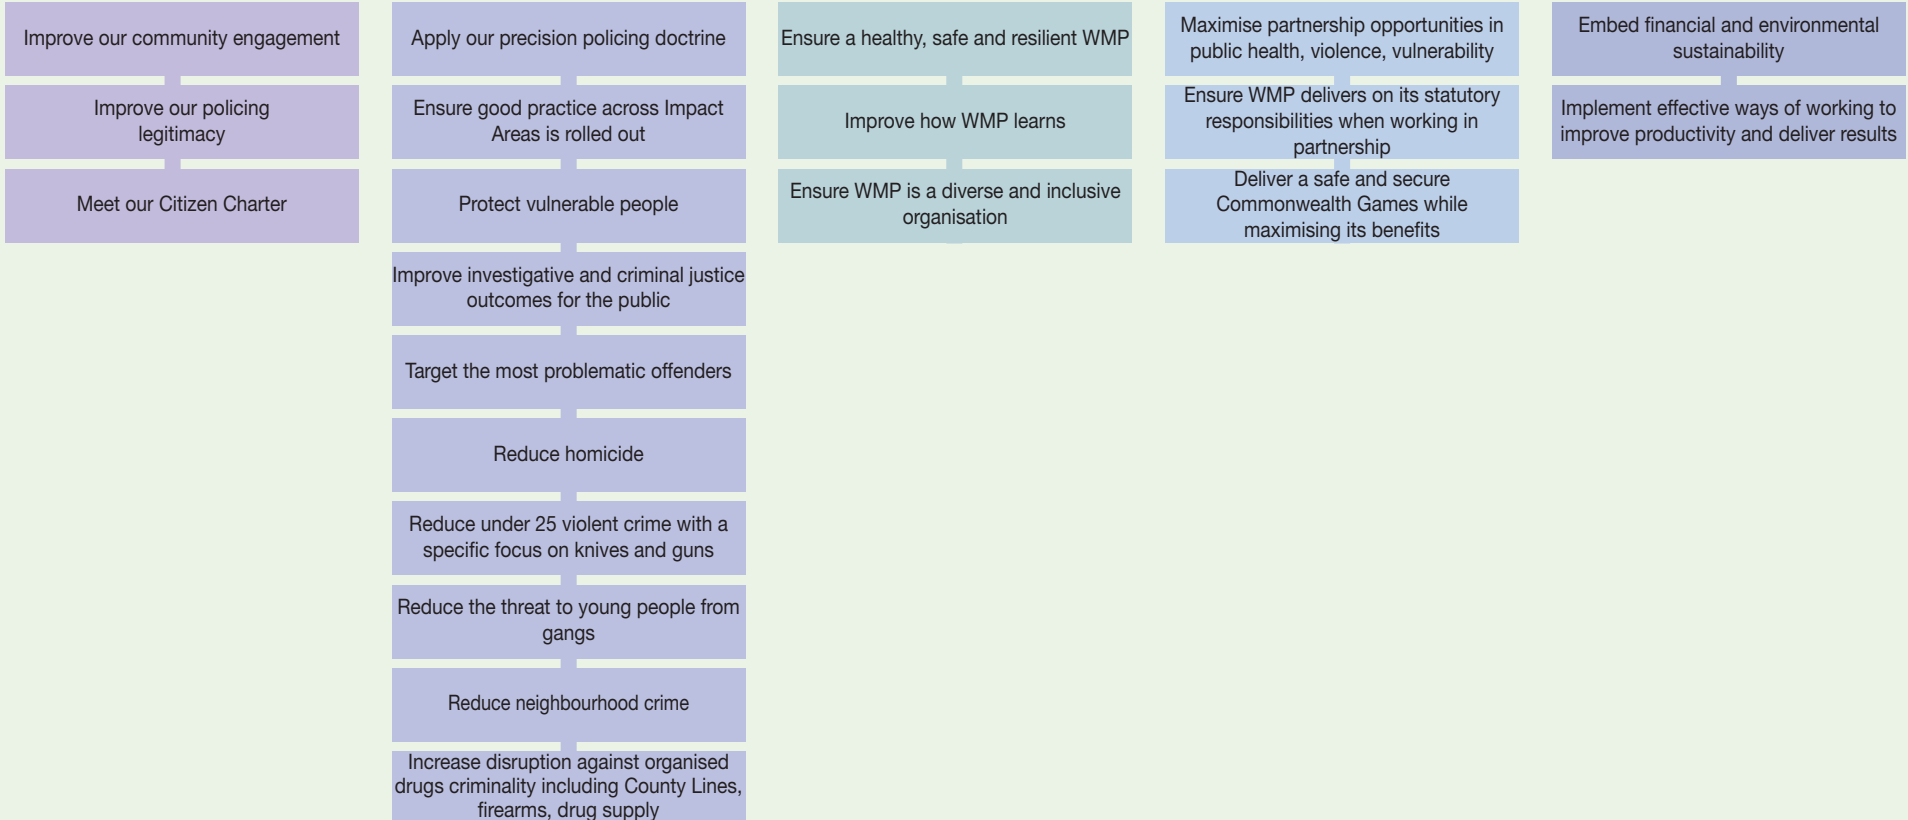 Improve our community engagement
Improve our policing
legitimacy
Meet our Citizen Charter
Apply our precision policing doctrine
Ensure good practice across Impact
Areas is rolled out
Protect vulnerable people
Improve investigative and criminal justice
outcomes for the public
Target the most problematic offenders
Reduce homicide
Reduce under 25 violent crime with a
specific focus on knives and guns
Reduce the threat to young people from
gangs
Reduce neighbourhood crime
Increase disruption against organised
drugs criminality including County Lines,
firearms, drug supply
Ensure a healthy, safe and resilient WMP
Improve how WMP learns
Ensure WMP is a diverse and inclusive
organisation
Maximise partnership opportunities in
public health, violence, vulnerability
Ensure WMP delivers on its statutory
responsibilities when working in
partnership
Deliver a safe and secure
Commonwealth Games while
maximising its benefits
Embed financial and environmental
sustainability
Implement effective ways of working to
improve productivity and deliver results